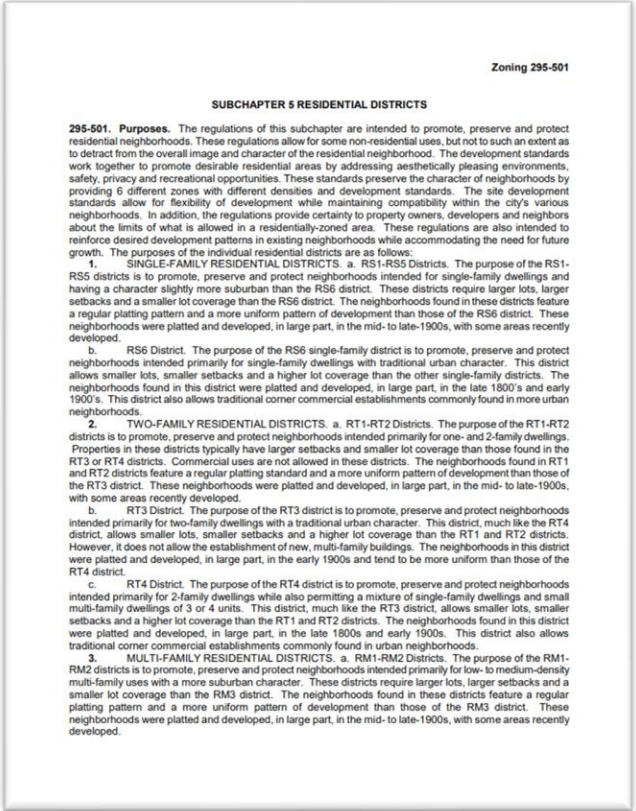 Zoning 295-501
SUBCHAPTER 5 RESIDENTIAL DISTRICTS
295-501. Purposes. The regulations of this subchapter are intended to promote, preserve and protect
residential neighborhoods. These regulations allow for some non-residential uses, but not to such an extent as
to detract from the overall image and character of the residential neighborhood. The development standards
work together to promote desirable residential areas by addressing aesthetically pleasing environments,
safety, privacy and recreational opportunities. These standards preserve the character of neighborhoods by
providing 6 different zones with different densities and development standards. The site development
standards allow for flexibility of development while maintaining compatibility within the city's various
neighborhoods. In addition, the regulations provide certainty to property owners, developers and neighbors
about the limits of what is allowed in a residentially-zoned area. These regulations are also intended to
reinforce desired development patterns in existing neighborhoods while accommodating the need for future
growth. The purposes of the individual residential districts are as follows:
1. SINGLE-FAMILY RESIDENTIAL DISTRICTS. a. RS1-RS5 Districts. The purpose of the RS1-
RS5 districts is to promote, preserve and protect neighborhoods intended for single-family dwellings and
having a character slightly more suburban than the RS6 district. These districts require larger lots, larger
setbacks and a smaller lot coverage than the RS6 district. The neighborhoods found in these districts feature
a regular platting pattern and a more uniform pattern of development than those of the RS6 district. These
neighborhoods were platted and developed, in large part, in the mid- to late-1900s, with some areas recently
developed.
b. RS6 District. The purpose of the RS6 single-family district is to promote, preserve and protect
neighborhoods intended primarily for single-family dwellings with traditional urban character. This district
allows smaller lots, smaller setbacks and a higher lot coverage than the other single-family districts. The
neighborhoods found in this district were platted and developed, in large part, in the late 1800's and early
1900's. This district also allows traditional corner commercial establishments commonly found in more urban
neighborhoods.
2. TWO-FAMILY RESIDENTIAL DISTRICTS. a. RT1-RT2 Districts. The purpose of the RT1-RT2
districts is to promote, preserve and protect neighborhoods intended primarily for one- and 2-family dwellings.
Properties in these districts typically have larger setbacks and smaller lot coverage than those found in the
RT3 or RT4 districts. Commercial uses are not allowed in these districts. The neighborhoods found in RT1
and RT2 districts feature a regular platting standard and a more uniform pattern of development than those of
the RT3 district. These neighborhoods were platted and developed, in large part, in the mid- to late-1900s,
with some areas recently developed.
b. RT3 District. The purpose of the RT3 district is to promote, preserve and protect neighborhoods
intended primarily for two-family dwellings with a traditional urban character. This district, much like the RT4
district, allows smaller lots, smaller setbacks and a higher lot coverage than the RT1 and RT2 districts.
However, it does not allow the establishment of new, multi-family buildings. The neighborhoods in this district
were platted and developed, in large part, in the early 1900s and tend to be more uniform than those of the
RT4 district.
c. RT4 District. The purpose of the RT4 district is to promote, preserve and protect neighborhoods
intended primarily for 2-family dwellings while also permitting a mixture of single-family dwellings and small
multi-family dwellings of 3 or 4 units. This district, much like the RT3 district, allows smaller lots, smaller
setbacks and a higher lot coverage than the RT1 and RT2 districts. The neighborhoods found in this district
were platted and developed, in large part, in the late 1800s and early 1900s. This district also allows
traditional corner commercial establishments commonly found in urban neighborhoods.
3. MULTI-FAMILY RESIDENTIAL DISTRICTS. a. RM1-RM2 Districts. The purpose of the RM1-
RM2 districts is to promote, preserve and protect neighborhoods intended primarily for low- to medium-density
multi-family uses with a more suburban character. These districts require larger lots, larger setbacks and a
smaller lot coverage than the RM3 district. The neighborhoods found in these districts feature a regular
platting pattern and a more uniform pattern of development than those of the RM3 district. These
neighborhoods were platted and developed, in large part, in the mid- to late-1900s, with some areas recently
developed.